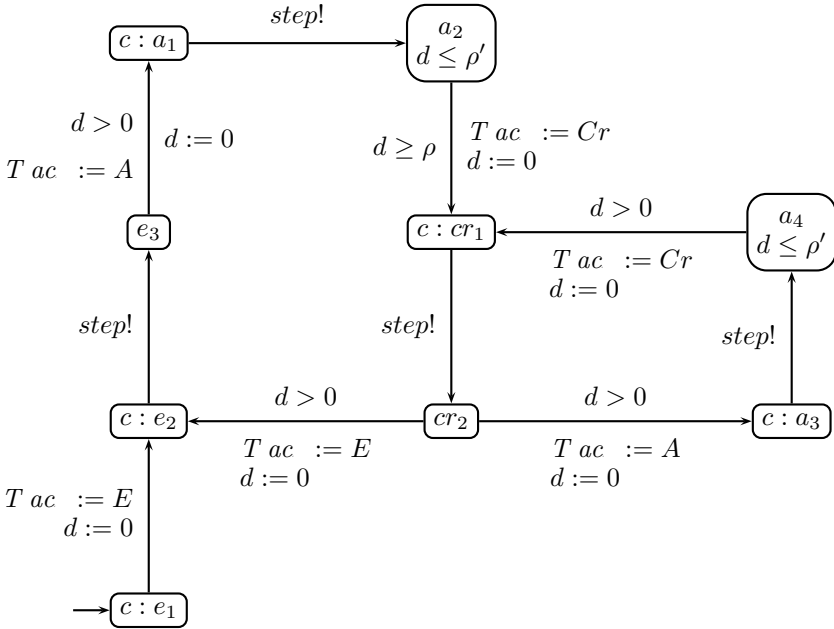 step!
c : a₁
a₂
d ≤ ρ′
d > 0
d := 0
T ac := A
d ≥ ρ
T ac := Cr
d := 0
e₃
c : cr₁
d > 0
a₄
d ≤ ρ′
T ac := Cr
d := 0
step!
step!
step!
c : e₂
d > 0
cr₂
d > 0
c : a₃
T ac := E
d := 0
T ac := A
d := 0
T ac := E
d := 0
c : e₁